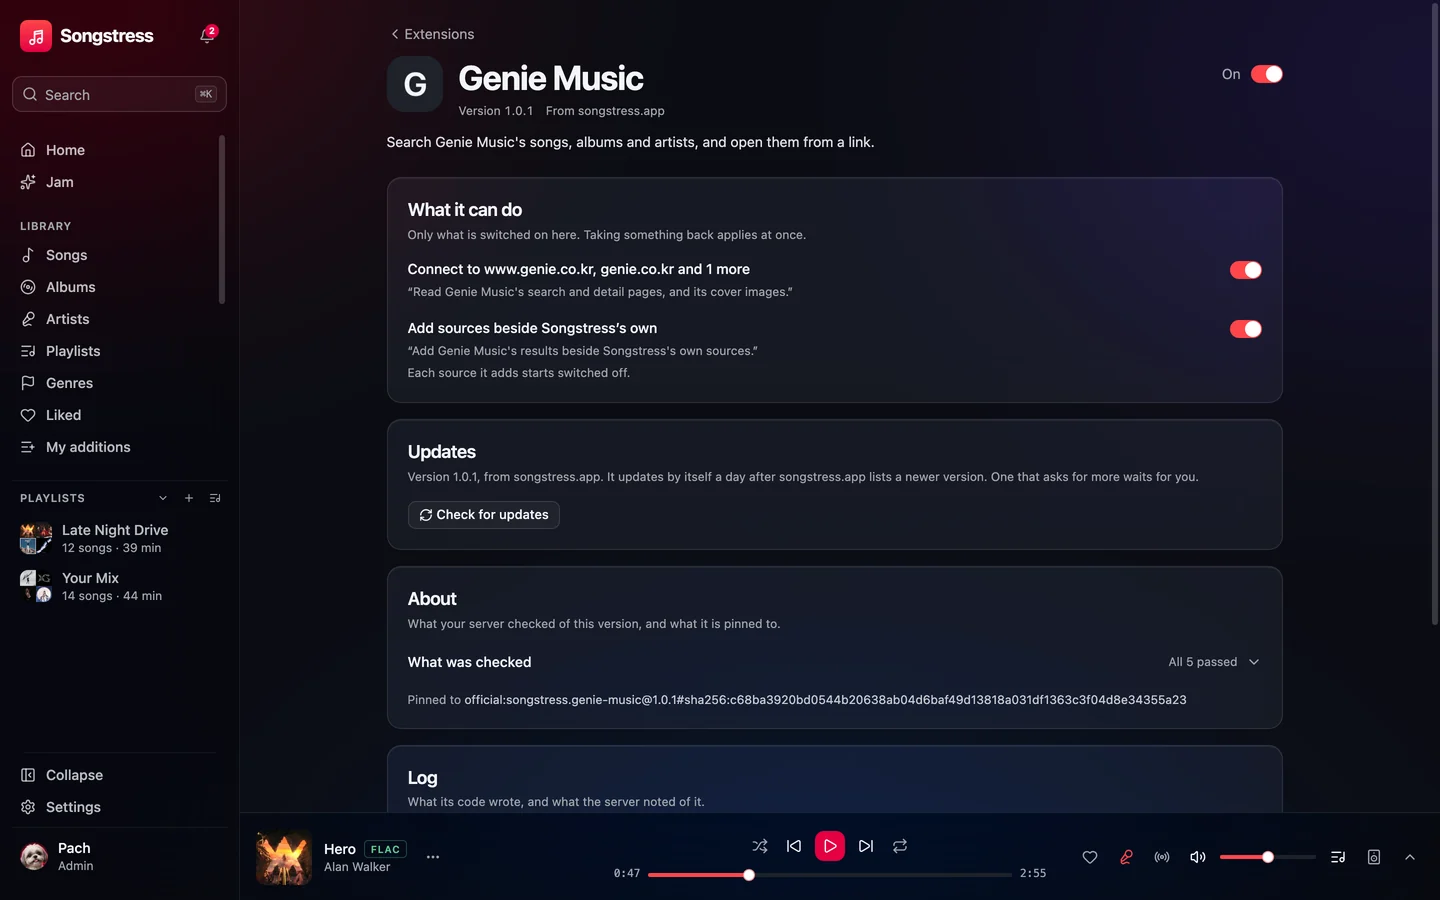 Songstress
2
Search
⌘K
Home
Jam
LIBRARY
Songs
Albums
Artists
Playlists
Genres
Liked
My additions
PLAYLISTS
Late Night Drive
12 songs · 39 min
Your Mix
14 songs · 44 min
Collapse
Settings
Pach
Admin
Extensions
G
Genie Music
Version 1.0.1 From songstress.app
On
Search Genie Music's songs, albums and artists, and open them from a link.
What it can do
Only what is switched on here. Taking something back applies at once.
Connect to www.genie.co.kr, genie.co.kr and 1 more
“Read Genie Music's search and detail pages, and its cover images.”
Add sources beside Songstress’s own
“Add Genie Music's results beside Songstress's own sources.”
Each source it adds starts switched off.
Updates
Version 1.0.1, from songstress.app. It updates by itself a day after songstress.app lists a newer version. One that asks for more waits for you.
Check for updates
About
What your server checked of this version, and what it is pinned to.
What was checked
All 5 passed
Pinned to official:songstress.genie-music@1.0.1#sha256:c68ba3920bd0544b20638ab04d6baf49d13818a031df1363c3f04d8e34355a23
Log
What its code wrote, and what the server noted of it.
Hero FLAC
Alan Walker
0:47
2:55